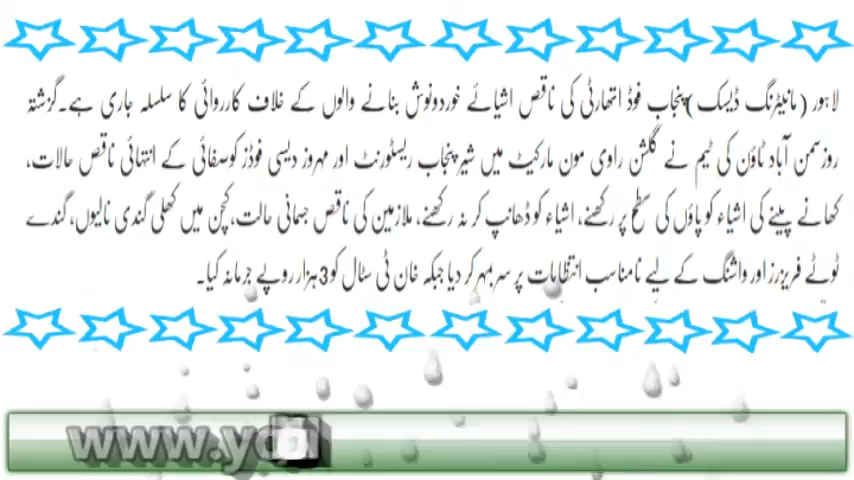 لاہور (مانیٹرنگ ڈیسک) پنجاب فوڈ اتھارٹی کی ناقص اشیائے خوردونوش بنانے والوں کے خلاف کارروائی کا سلسلہ جاری ہے۔ گزشتہ
روز سمن آباد ٹاؤن کی ٹیم نے گلشن راوی مون مارکیٹ میں شیر پنجاب ریسٹورنٹ اور مہروز دیسی فوڈز کو صفائی کے انتہائی ناقص حالات،
کھانے پینے کی اشیاء کو پاؤں کی سطح پر رکھنے، اشیاء کو ڈھانپ کر نہ رکھنے، ملازمین کی ناقص جسمانی حالت، کچن میں کھلی گندی نالیوں، گندے
ٹوٹے فریزرز اور واشنگ کے لیے نامناسب انتظامات پر سربمہر کر دیا جبکہ خان ٹی سٹال کو 3 ہزار روپے جرمانہ کیا۔